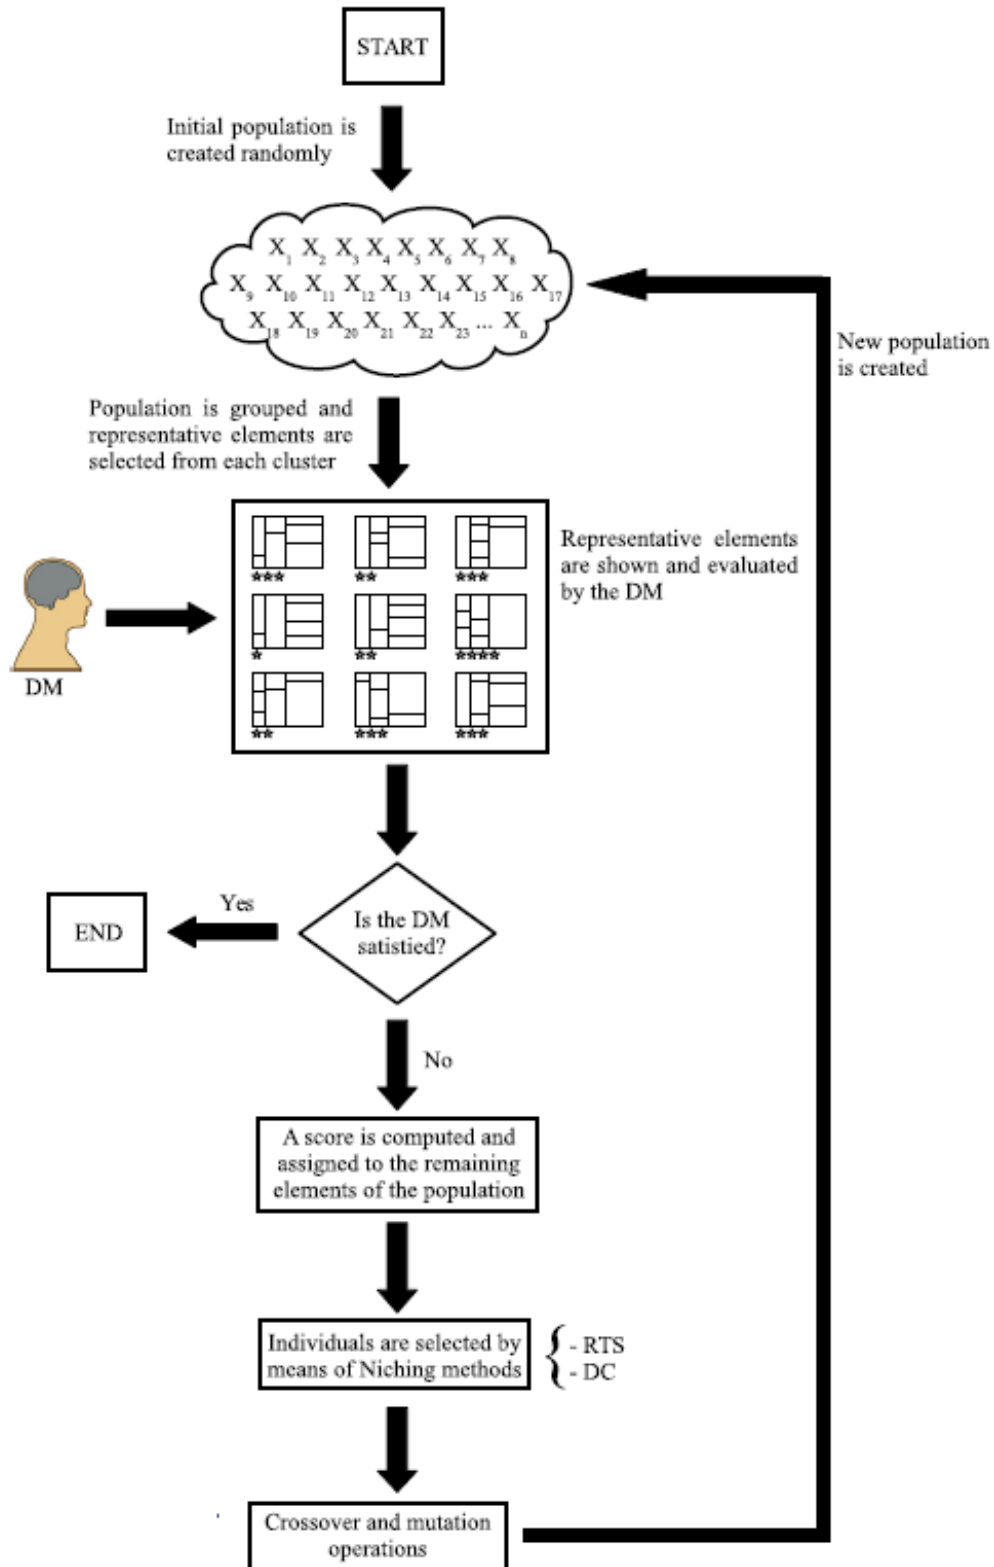 START
Initial population is
created randomly
X1 X2 X3 X4 X5 X6 X7 X8
X9 X10 X11 X12 X13 X14 X15 X16 X17
X18 X19 X20 X21 X22 X23 ... Xn
New population
is created
Population is grouped and
representative elements are
selected from each cluster
Representative elements
are shown and evaluated
by the DM
*** ** ***
* ** ****
** *** ***
DM
Is the DM
satistied?
Yes
END
No
A score is computed and
assigned to the remaining
elements of the population
Individuals are selected by
means of Niching methods
- RTS
- DC
Crossover and mutation
operations